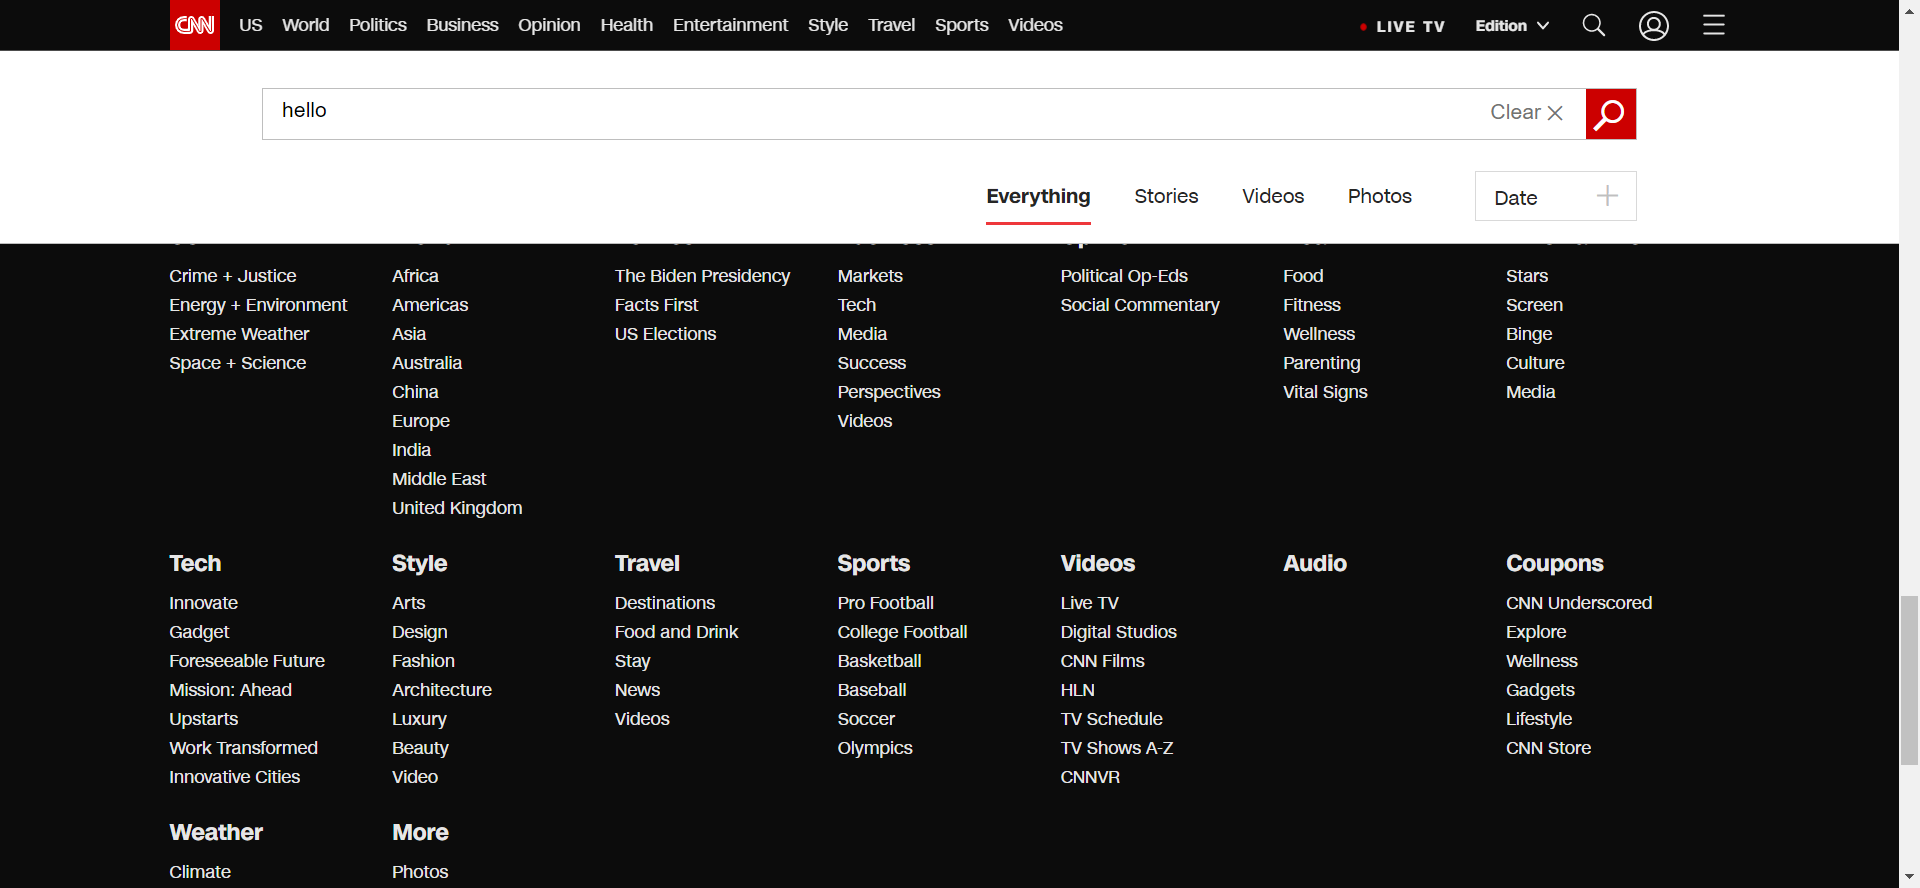 CNN US World Politics Business Opinion Health Entertainment Style Travel Sports Videos LIVE TV Edition
hello Clear
Everything Stories Videos Photos Date
Crime + Justice
Energy + Environment
Extreme Weather
Space + Science
Africa
Americas
Asia
Australia
China
Europe
India
Middle East
United Kingdom
The Biden Presidency
Facts First
US Elections
Markets
Tech
Media
Success
Perspectives
Videos
Political Op-Eds
Social Commentary
Food
Fitness
Wellness
Parenting
Vital Signs
Stars
Screen
Binge
Culture
Media
Tech
Innovate
Gadget
Foreseeable Future
Mission: Ahead
Upstarts
Work Transformed
Innovative Cities
Style
Arts
Design
Fashion
Architecture
Luxury
Beauty
Video
Travel
Destinations
Food and Drink
Stay
News
Videos
Sports
Pro Football
College Football
Basketball
Baseball
Soccer
Olympics
Videos
Live TV
Digital Studios
CNN Films
HLN
TV Schedule
TV Shows A-Z
CNNVR
Audio
Coupons
CNN Underscored
Explore
Wellness
Gadgets
Lifestyle
CNN Store
Weather
Climate
More
Photos